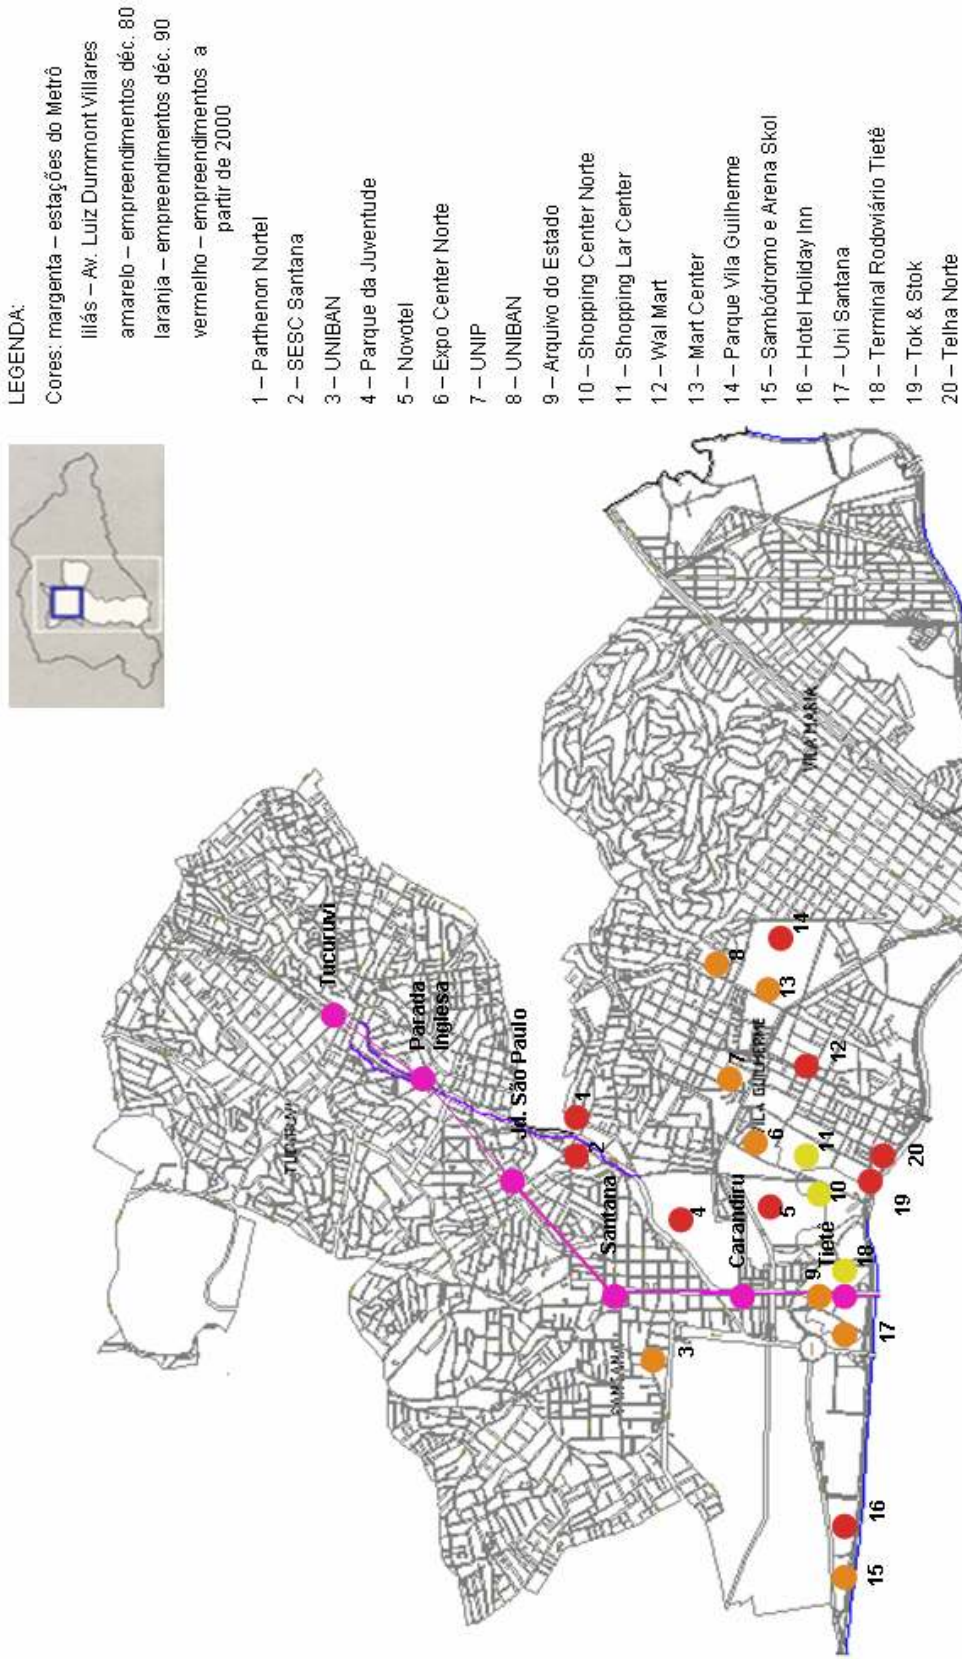 LEGENDA:
Cores: margenta – estações do Metrô
lilás – Av. Luiz Dummont Villares
amarelo – empreendimentos déc. 80
laranja – empreendimentos déc. 90
vermelho – empreendimentos a
partir de 2000
1 – Parthenon Nortel
2 – SESC Santana
3 – UNIBAN
4 – Parque da Juventude
5 – Novotel
6 – Expo Center Norte
7 – UNIP
8 – UNIBAN
9 – Arquivo do Estado
10 – Shopping Center Norte
11 – Shopping Lar Center
12 – Wal Mart
13 – Mart Center
14 – Parque Vila Guilherme
15 – Sambódromo e Arena Skol
16 – Hotel Holiday Inn
17 – Uni Santana
18 – Terminal Rodoviário Tietê
19 – Tok & Stok
20 – Telha Norte
Tucuruvi
TUCURUVI
Parada
Inglesa
Jd. São Paulo
1
2
Santana
SANTANA
3
4
Carandiru
5
6
7
8
VILA GUILHERME
VILA MARIA
13
14
12
11
10
9
Tietê
18
17
19
20
16
15